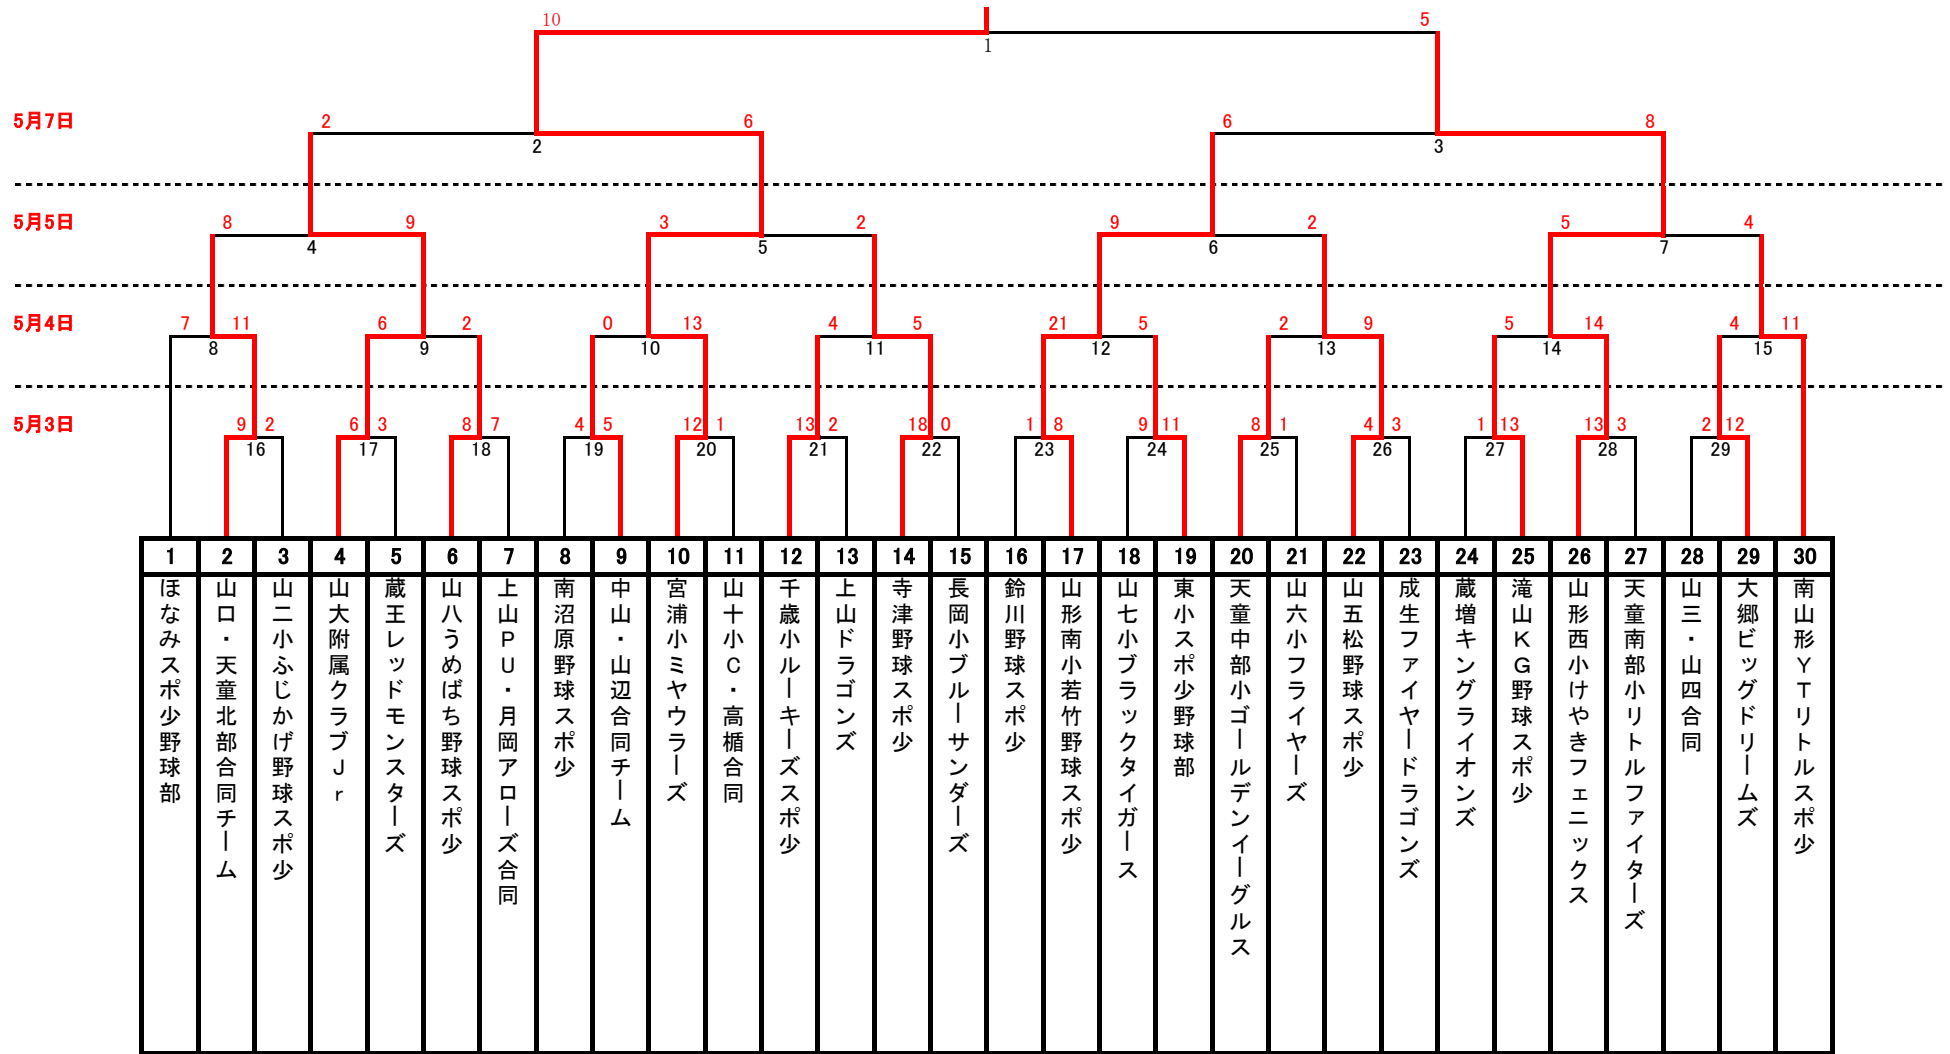 10 5
1
5月7日 2 6 6 8
2 3
5月5日 8 9 3 2 9 2 5 4
4 5 6 7
5月4日 7 11 6 2 0 13 4 5 21 5 2 9 5 14 4 11
8 9 10 11 12 13 14 15
5月3日 9 2 6 3 8 7 4 5 12 1 13 2 18 0 1 8 9 11 8 1 4 3 1 13 13 3 2 12
16 17 18 19 20 21 22 23 24 25 26 27 28 29
1 2 3 4 5 6 7 8 9 10 11 12 13 14 15 16 17 18 19 20 21 22 23 24 25 26 27 28 29 30
ほなみスポ少野球部
山口・天童北部合同チーム
山二小ふじかげ野球スポ少
山大附属クラブJr
蔵王レッドモンスターズ
山八うめばち野球スポ少
上山PU・月岡アローズ合同
南沼原野球スポ少
中山・山辺合同チーム
宮浦小ミヤウラーズ
山十小C・高楯合同
千歳小ルーキーズスポ少
上山ドラゴンズ
寺津野球スポ少
長岡小ブルーサンダーズ
鈴川野球スポ少
山形南小若竹野球スポ少
山七小ブラックタイガース
東小スポ少野球部
天童中部小ゴールデンイーグルス
山六小フライヤーズ
山五松野球スポ少
成生ファイヤードラゴンズ
蔵増キングライオンズ
滝山KG野球スポ少
山形西小けやきフェニックス
天童南部小リトルファイターズ
山三・山四合同
大郷ビッグドリームズ
南山形YTリトルスポ少